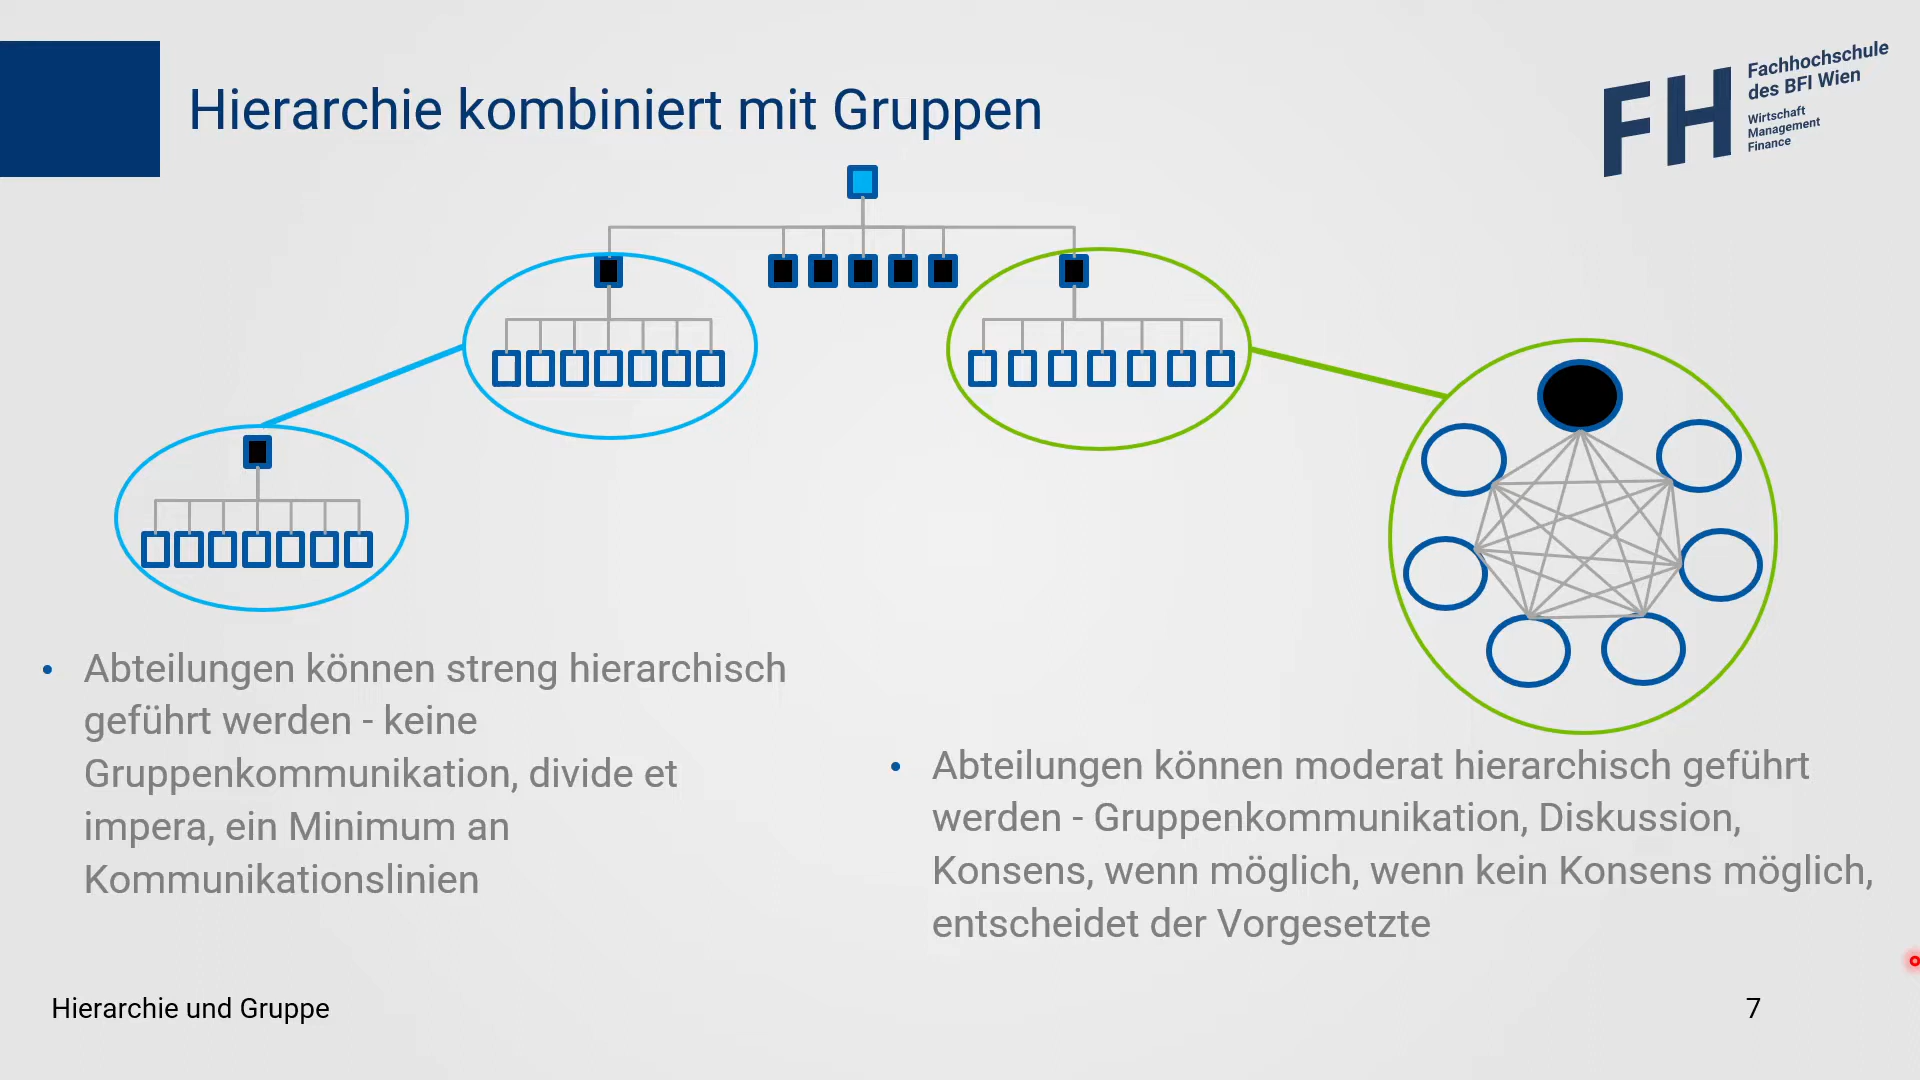 Hierarchie kombiniert mit Gruppen
Fachhochschule
des BFI Wien
Wirtschaft
Management
Finance
FH
Abteilungen können streng hierarchisch
geführt werden - keine
Gruppenkommunikation, divide et
impera, ein Minimum an
Kommunikationslinien
Abteilungen können moderat hierarchisch geführt
werden - Gruppenkommunikation, Diskussion,
Konsens, wenn möglich, wenn kein Konsens möglich,
entscheidet der Vorgesetzte
Hierarchie und Gruppe
7